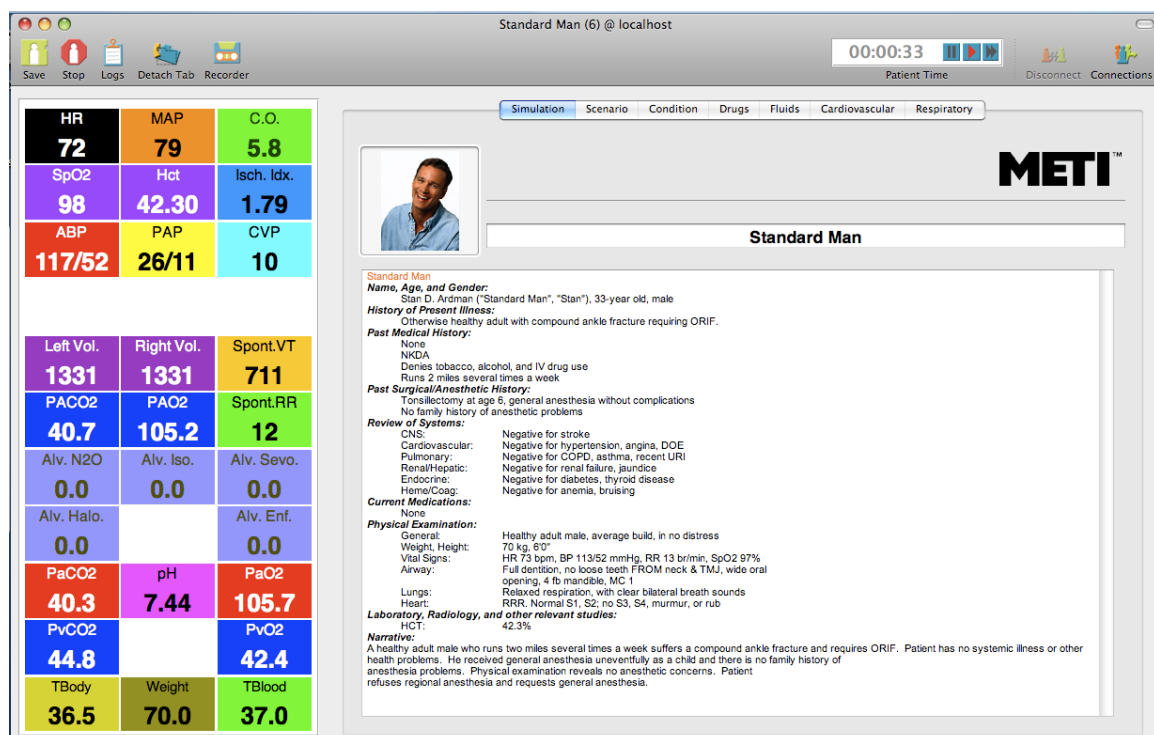 Standard Man (6) @ localhost
Save Stop Logs Detach Tab Recorder
00:00:33
Patient Time
Disconnect Connections
HR MAP C.O.
72 79 5.8
SpO2 Hct Isch. Idx.
98 42.30 1.79
ABP PAP CVP
117/52 26/11 10
Left Vol. Right Vol. Spont.VT
1331 1331 711
PACO2 PAO2 Spont.RR
40.7 105.2 12
Alv. N2O Alv. Iso. Alv. Sevo.
0.0 0.0 0.0
Alv. Halo. Alv. Enf.
0.0 0.0
PaCO2 pH PaO2
40.3 7.44 105.7
PvCO2 PvO2
44.8 42.4
TBody Weight TBlood
36.5 70.0 37.0
Simulation Scenario Condition Drugs Fluids Cardiovascular Respiratory
METI™
Standard Man
Standard Man
Name, Age, and Gender:
Stan D. Ardman ("Standard Man", "Stan"), 33-year old, male
History of Present Illness:
Otherwise healthy adult with compound ankle fracture requiring ORIF.
Past Medical History:
None
NKDA
Denies tobacco, alcohol, and IV drug use
Runs 2 miles several times a week
Past Surgical/Anesthetic History:
Tonsillectomy at age 6, general anesthesia without complications
No family history of anesthetic problems
Review of Systems:
CNS: Negative for stroke
Cardiovascular: Negative for hypertension, angina, DOE
Pulmonary: Negative for COPD, asthma, recent URI
Renal/Hepatic: Negative for renal failure, jaundice
Endocrine: Negative for diabetes, thyroid disease
Heme/Coag: Negative for anemia, bruising
Current Medications:
None
Physical Examination:
General: Healthy adult male, average build, in no distress
Weight, Height: 70 kg, 6'0"
Vital Signs: HR 73 bpm, BP 113/52 mmHg, RR 13 br/min, SpO2 97%
Airway: Full dentition, no loose teeth FROM neck & TMJ, wide oral
opening, 4 fb mandible, MC 1
Lungs: Relaxed respiration, with clear bilateral breath sounds
Heart: RRR. Normal S1, S2; no S3, S4, murmur, or rub
Laboratory, Radiology, and other relevant studies:
HCT: 42.3%
Narrative:
A healthy adult male who runs two miles several times a week suffers a compound ankle fracture and requires ORIF. Patient has no systemic illness or other
health problems. He received general anesthesia uneventfully as a child and there is no family history of
anesthesia problems. Physical examination reveals no anesthetic concerns. Patient
refuses regional anesthesia and requests general anesthesia.